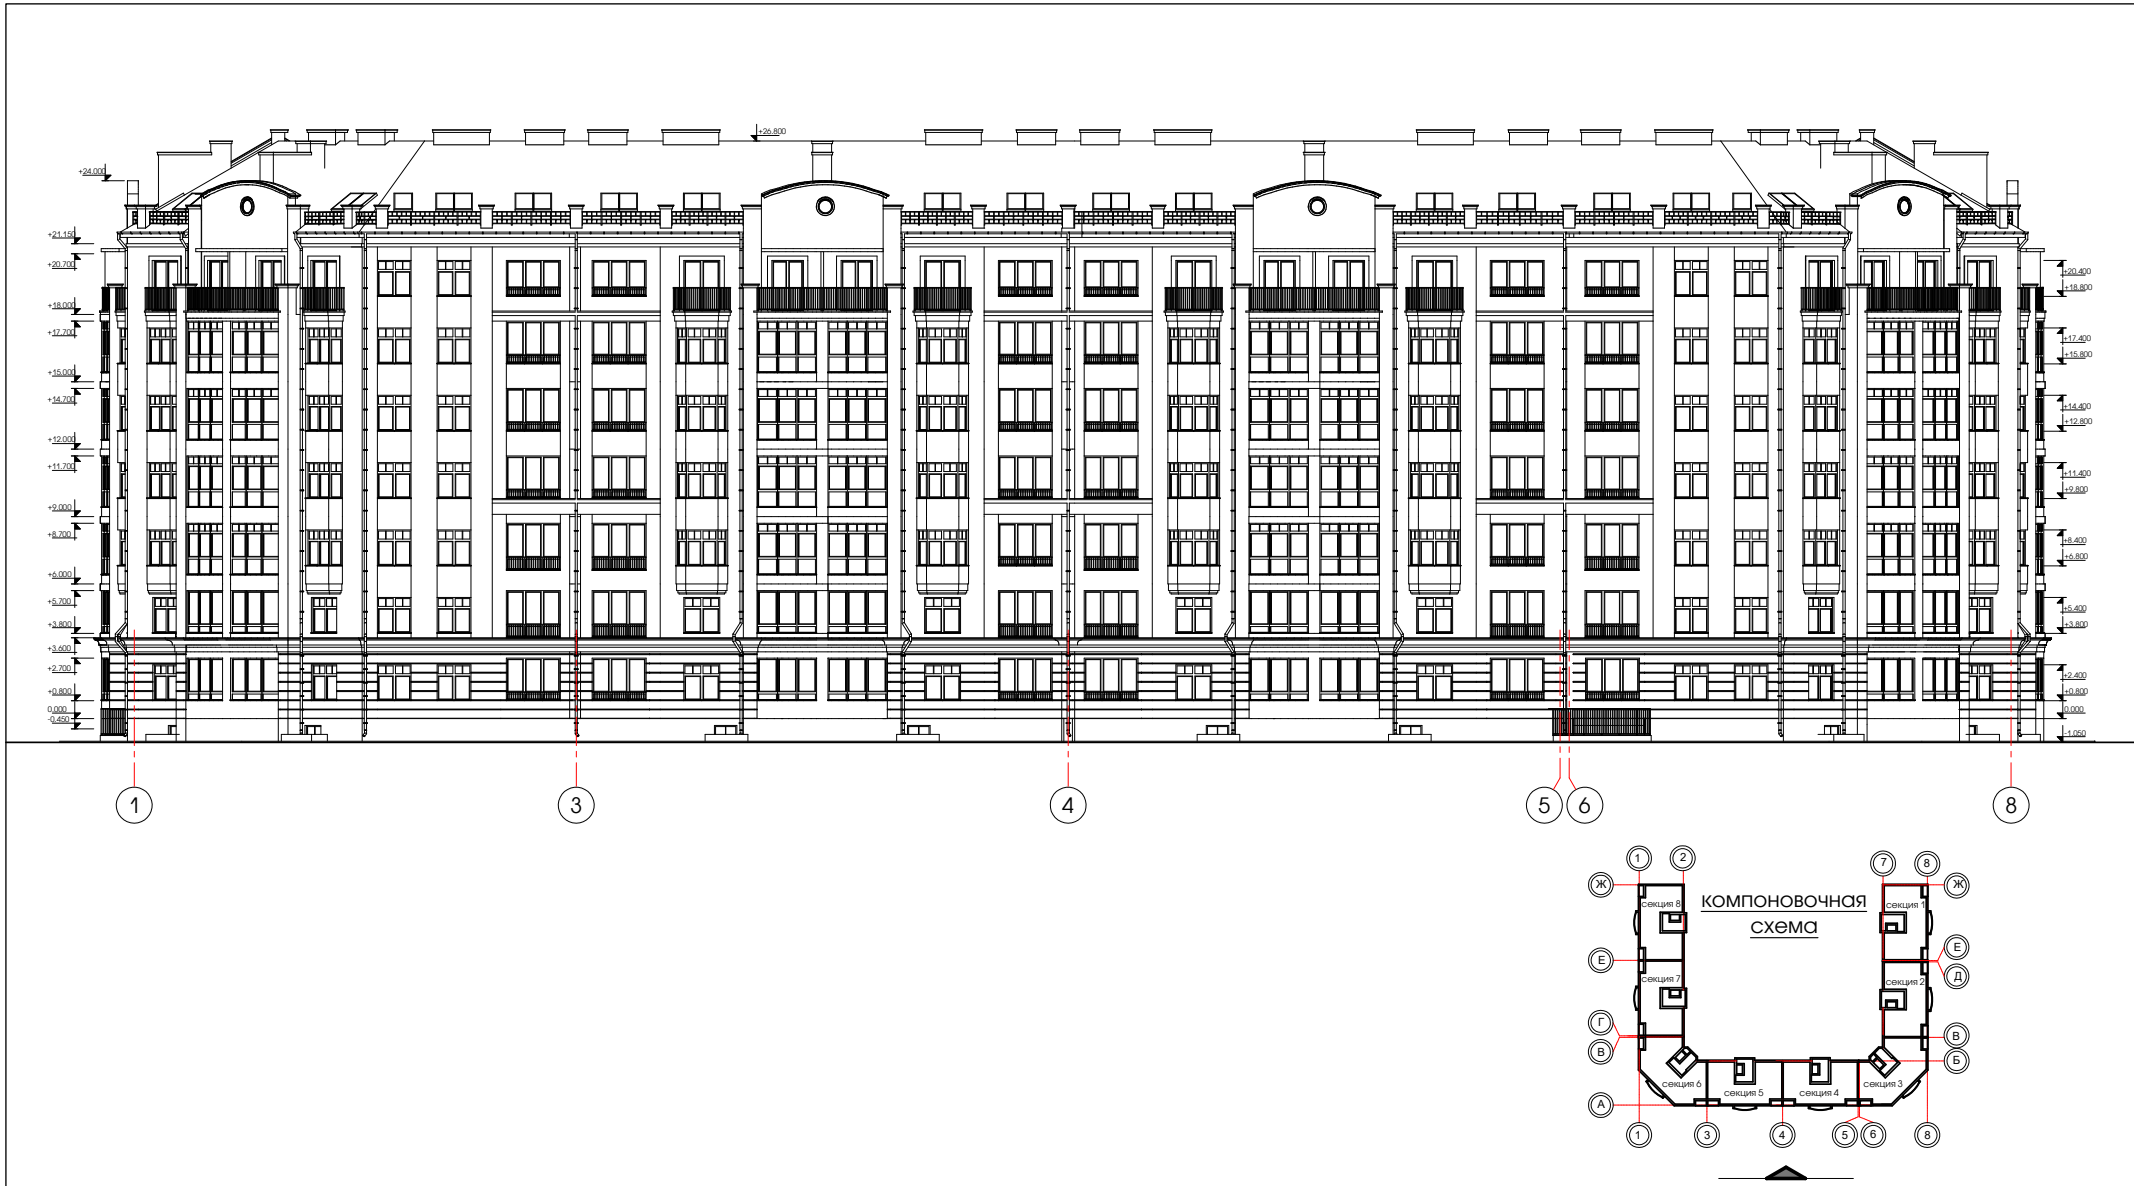 +26.800
+24.000
+21.150
+20.700
+18.000
+17.700
+15.000
+14.700
+12.000
+11.700
+9.000
+8.700
+6.000
+5.700
+3.800
+3.600
+2.700
+0.800
0.000
-0.450
+20.400
+18.800
+17.400
+15.800
+14.400
+12.800
+11.400
+9.800
+8.400
+6.800
+5.400
+3.800
+2.400
+0.800
0.000
-1.050
1 3 4 5 6 8
1 2 7 8
Ж Ж
компоновочная
схема
секция 8 секция 1
Е Е
Д
секция 7 секция 2
Г
В В
Б
секция 6 секция 5 секция 4 секция 3
А
1 3 4 5 6 8